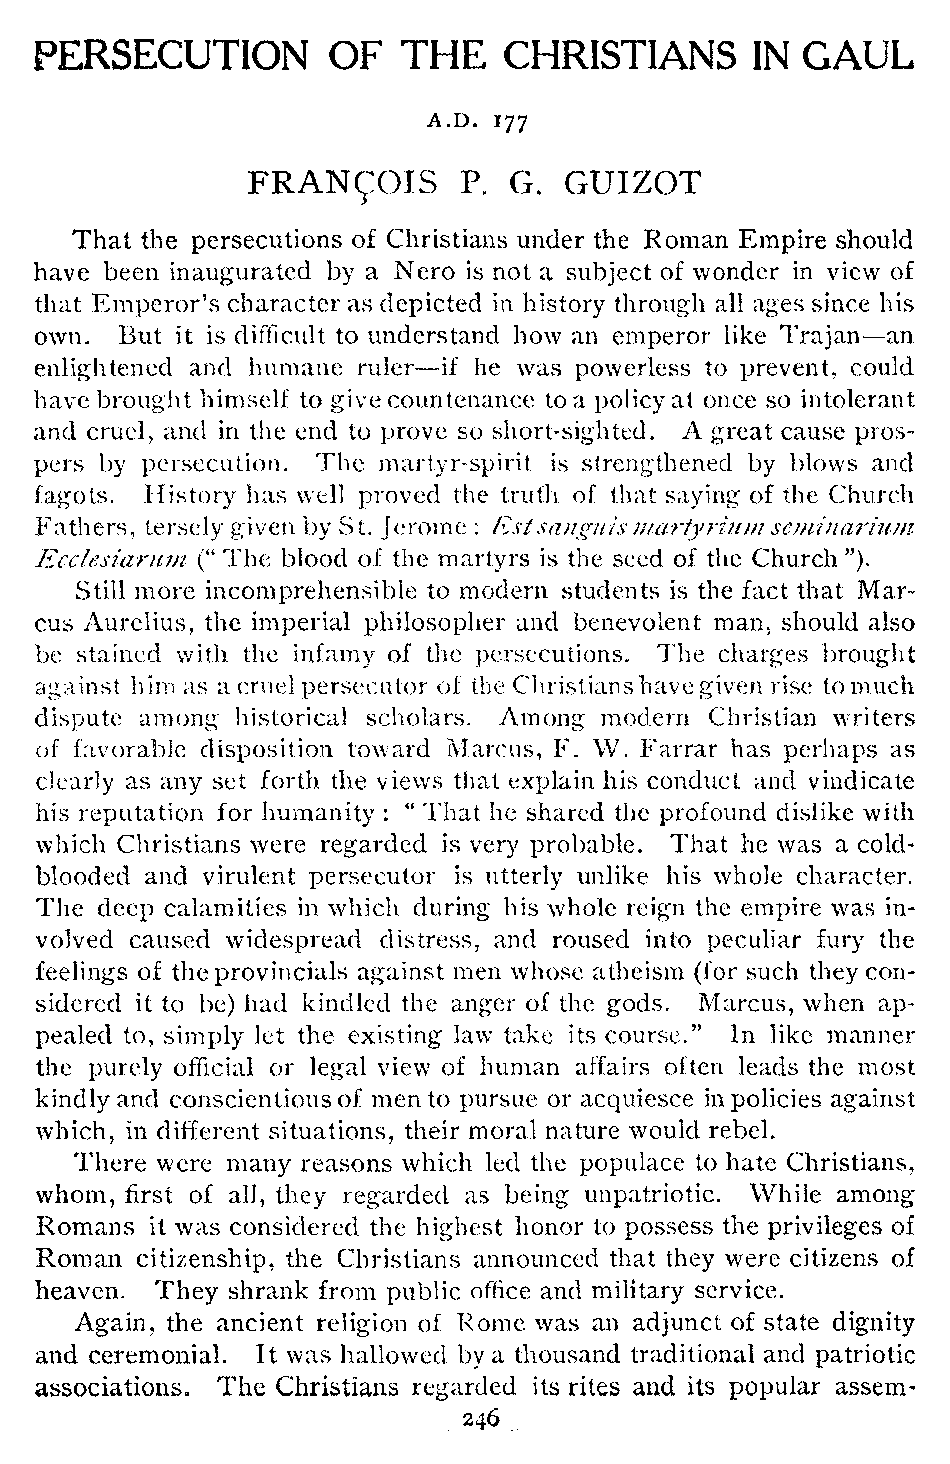 PERSECUTION OF THE CHRISTIANS IN GAUL
A.D. 177
FRANÇOIS P. G. GUIZOT
That the persecutions of Christians under the Roman Empire should
have been inaugurated by a Nero is not a subject of wonder in view of
that Emperor's character as depicted in history through all ages since his
own. But it is difficult to understand how an emperor like Trajan—an
enlightened and humane ruler—if he was powerless to prevent, could
have brought himself to give countenance to a policy at once so intolerant
and cruel, and in the end to prove so short-sighted. A great cause pros-
pers by persecution. The martyr-spirit is strengthened by blows and
fagots. History has well proved the truth of that saying of the Church
Fathers, tersely given by St. Jerome: Est sanguis martyrium seminarium
Ecclesiarum (“The blood of the martyrs is the seed of the Church”).
Still more incomprehensible to modern students is the fact that Mar-
cus Aurelius, the imperial philosopher and benevolent man, should also
be stained with the infamy of the persecutions. The charges brought
against him as a cruel persecutor of the Christians have given rise to much
dispute among historical scholars. Among modern Christian writers
of favorable disposition toward Marcus, F. W. Farrar has perhaps as
clearly as any set forth the views that explain his conduct and vindicate
his reputation for humanity: “That he shared the profound dislike with
which Christians were regarded is very probable. That he was a cold-
blooded and virulent persecutor is utterly unlike his whole character.
The deep calamities in which during his whole reign the empire was in-
volved caused widespread distress, and roused into peculiar fury the
feelings of the provincials against men whose atheism (for such they con-
sidered it to be) had kindled the anger of the gods. Marcus, when ap-
pealed to, simply let the existing law take its course.” In like manner
the purely official or legal view of human affairs often leads the most
kindly and conscientious of men to pursue or acquiesce in policies against
which, in different situations, their moral nature would rebel.
There were many reasons which led the populace to hate Christians,
whom, first of all, they regarded as being unpatriotic. While among
Romans it was considered the highest honor to possess the privileges of
Roman citizenship, the Christians announced that they were citizens of
heaven. They shrank from public office and military service.
Again, the ancient religion of Rome was an adjunct of state dignity
and ceremonial. It was hallowed by a thousand traditional and patriotic
associations. The Christians regarded its rites and its popular assem-
246